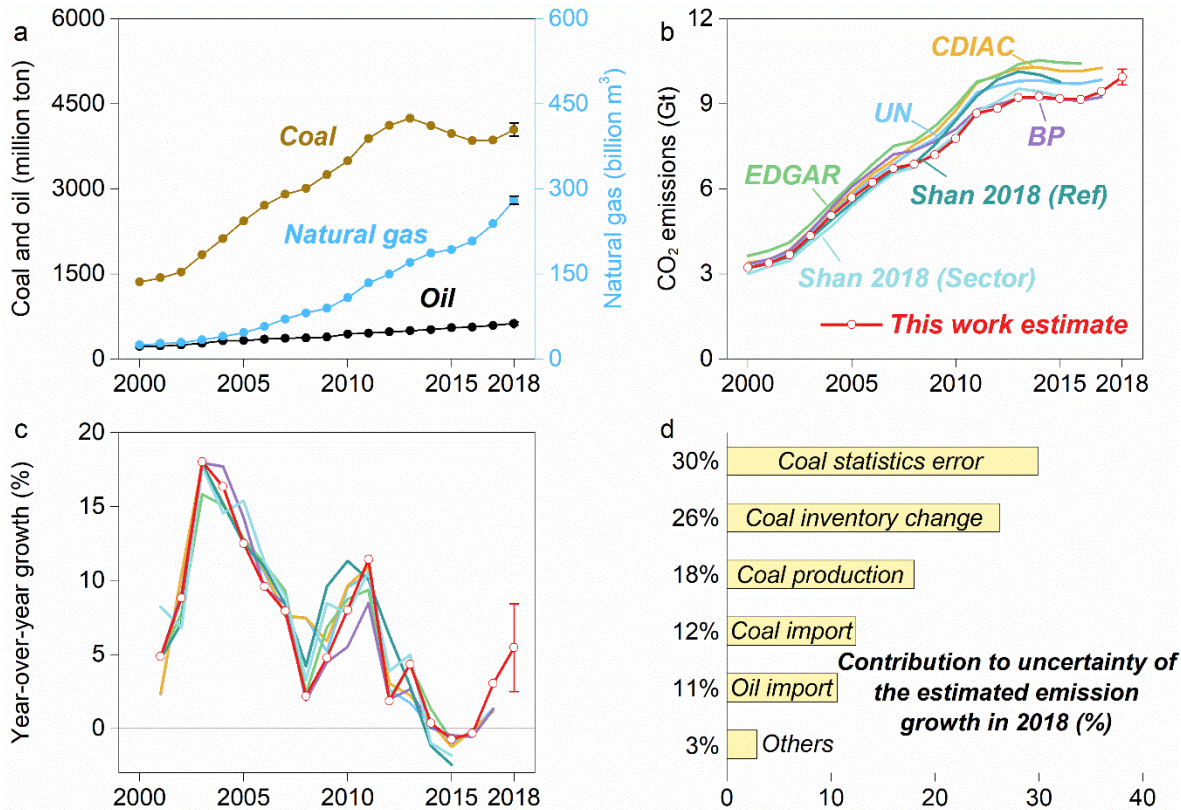 a
6000
4500
3000
1500
0
Coal and oil (million ton)
Coal
Natural gas
Oil
600
450
300
150
0
Natural gas (billion m³)
2000
2005
2010
2015
2018
b
12
9
6
3
0
CO₂ emissions (Gt)
CDIAC
UN
BP
EDGAR
Shan 2018 (Ref)
Shan 2018 (Sector)
This work estimate
2000
2005
2010
2015
2018
c
20
15
10
5
0
Year-over-year growth (%)
2000
2005
2010
2015
2018
d
30%
Coal statistics error
26%
Coal inventory change
18%
Coal production
12%
Coal import
11%
Oil import
3%
Others
Contribution to uncertainty of
the estimated emission
growth in 2018 (%)
0
10
20
30
40